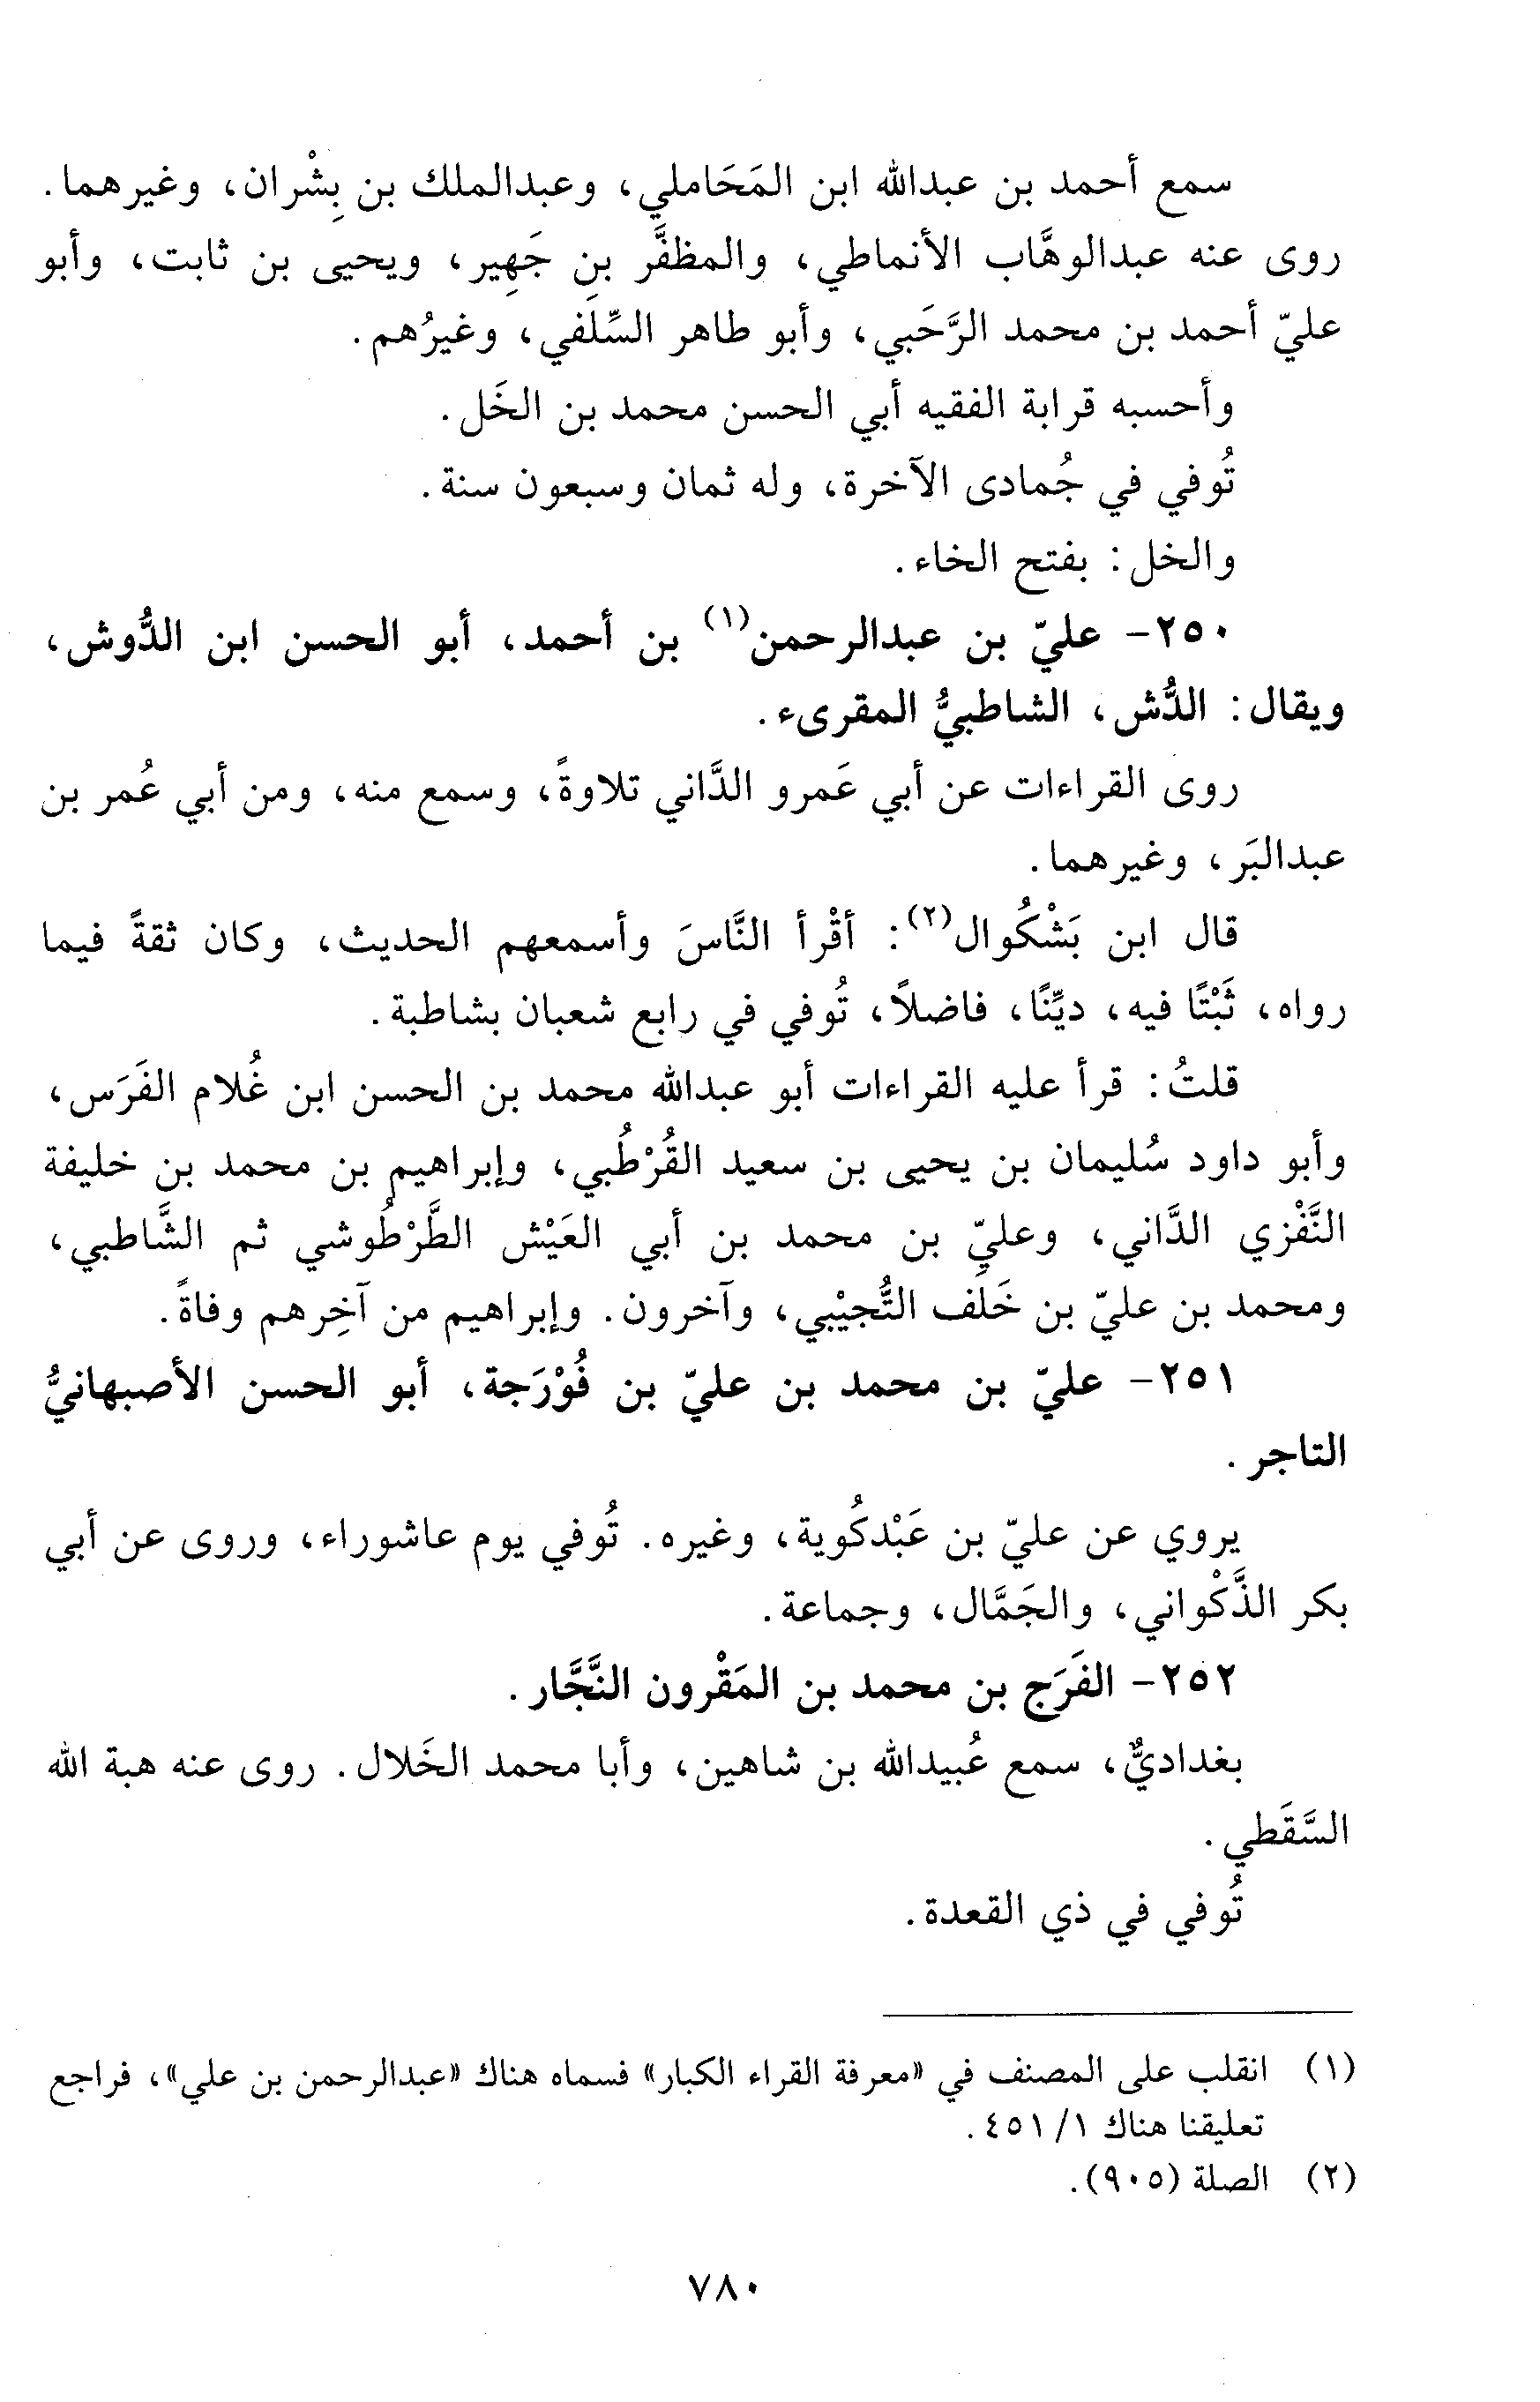 سمع أحمد بن عبدالله ابن المَحَاملي، وعبدالملك بن بِشْران، وغيرهما.
روى عنه عبدالوهَّاب الأنماطي، والمظفَّر بن جَهِير، ويحيى بن ثابت، وأبو
عليّ أحمد بن محمد الرَّحَبي، وأبو طاهر السِّلَفي، وغيرُهم.
وأحسبه قرابة الفقيه أبي الحسن محمد بن الخَل.
تُوفي في جُمادى الآخرة، وله ثمان وسبعون سنة.
والخل: بفتح الخاء.
٢٥٠- عليّ بن عبدالرحمن(١) بن أحمد، أبو الحسن ابن الدُّوش،
ويقال: الدُّش، الشاطبيُّ المقرىء.
روى القراءات عن أبي عَمرو الدَّاني تلاوةً، وسمع منه، ومن أبي عُمر بن
عبدالبَر، وغيرهما.
قال ابن بَشْكُوال(٢): أقْرأ النَّاسَ وأسمعهم الحديث، وكان ثقةً فيما
رواه، ثَبْتًا فيه، ديِّنًا، فاضلاً، تُوفي في رابع شعبان بشاطبة.
قلتُ: قرأ عليه القراءات أبو عبدالله محمد بن الحسن ابن غُلام الفَرَس،
وأبو داود سُليمان بن يحيى بن سعيد القُرْطُبي، وإبراهيم بن محمد بن خليفة
النَّفْزي الدَّاني، وعليّ بن محمد بن أبي العَيْش الطَّرْطُوشي ثم الشَّاطبي،
ومحمد بن عليّ بن خَلَف التُّجيْبي، وآخرون. وإبراهيم من آخِرهم وفاةً.
٢٥١- عليّ بن محمد بن عليّ بن فُوْرَجة، أبو الحسن الأصبهانيُّ
التاجر.
يروي عن عليّ بن عَبْدكُوية، وغيره. تُوفي يوم عاشوراء، وروى عن أبي
بكر الذَّكْواني، والجَمَّال، وجماعة.
٢٥٢- الفَرَج بن محمد بن المَقْرون النَّجَّار.
بغداديٌّ، سمع عُبيدالله بن شاهين، وأبا محمد الخَلال. روى عنه هبة الله
السَّقَطي.
تُوفي في ذي القعدة.
(١) انقلب على المصنف في «معرفة القراء الكبار» فسماه هناك «عبدالرحمن بن علي»، فراجع
تعليقنا هناك ١/ ٤٥١.
(٢) الصلة (٩٠٥).
٧٨٠